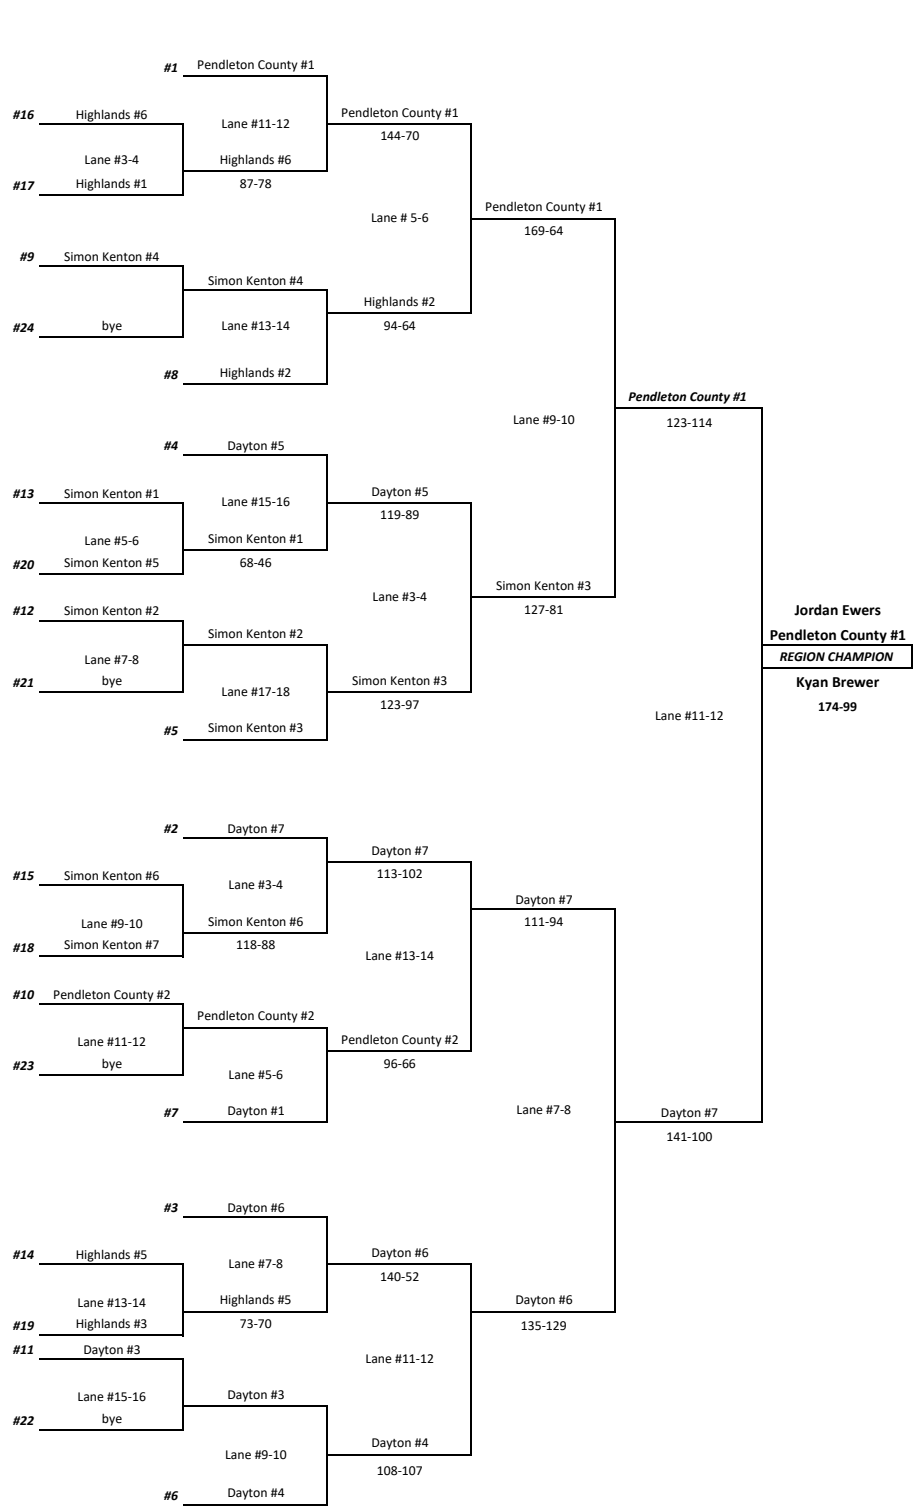 #1 Pendleton County #1
#16 Highlands #6
Lane #11-12
Pendleton County #1
144-70
Lane #3-4
Highlands #6
#17 Highlands #1
87-78
Pendleton County #1
Lane # 5-6
169-64
#9 Simon Kenton #4
Simon Kenton #4
Highlands #2
#24 bye
Lane #13-14
94-64
#8 Highlands #2
Pendleton County #1
Lane #9-10
123-114
#4 Dayton #5
#13 Simon Kenton #1
Dayton #5
Lane #15-16
119-89
Lane #5-6
Simon Kenton #1
#20 Simon Kenton #5
68-46
Simon Kenton #3
Lane #3-4
127-81
#12 Simon Kenton #2
Jordan Ewers
Simon Kenton #2
Pendleton County #1
Lane #7-8
REGION CHAMPION
#21 bye
Simon Kenton #3
Kyan Brewer
Lane #17-18
123-97
174-99
Lane #11-12
#5 Simon Kenton #3
#2 Dayton #7
Dayton #7
#15 Simon Kenton #6
113-102
Lane #3-4
Dayton #7
Lane #9-10
Simon Kenton #6
111-94
#18 Simon Kenton #7
118-88
Lane #13-14
#10 Pendleton County #2
Pendleton County #2
Lane #11-12
Pendleton County #2
#23 bye
96-66
Lane #5-6
#7 Dayton #1
Lane #7-8
Dayton #7
141-100
#3 Dayton #6
#14 Highlands #5
Dayton #6
Lane #7-8
140-52
Lane #13-14
Highlands #5
Dayton #6
#19 Highlands #3
73-70
135-129
#11 Dayton #3
Lane #11-12
Lane #15-16
Dayton #3
#22 bye
Dayton #4
Lane #9-10
108-107
#6 Dayton #4